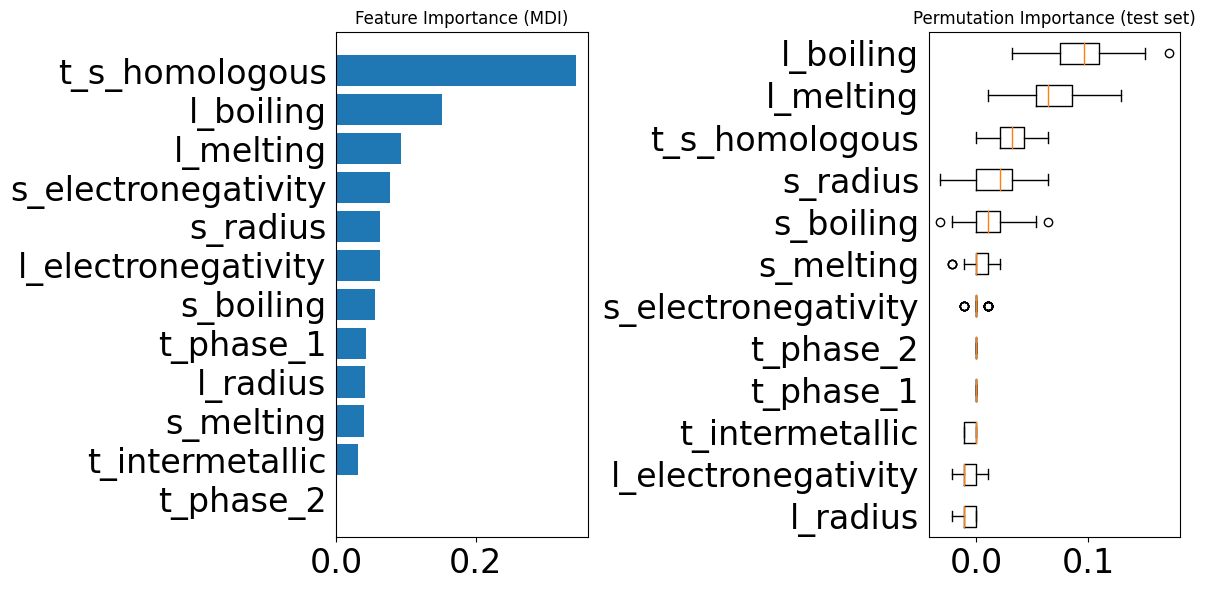 Feature Importance (MDI)
t_s_homologous
l_boiling
l_melting
s_electronegativity
s_radius
l_electronegativity
s_boiling
t_phase_1
l_radius
s_melting
t_intermetallic
t_phase_2
0.0
0.2
Permutation Importance (test set)
l_boiling
l_melting
t_s_homologous
s_radius
s_boiling
s_melting
s_electronegativity
t_phase_2
t_phase_1
t_intermetallic
l_electronegativity
l_radius
0.0
0.1